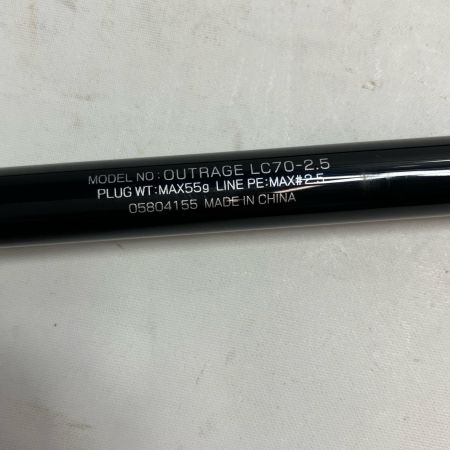 MODEL NO: OUTRAGE LC70-2.5
PLUG WT:MAX55g LINE PE:MAX#2.5
05804155 MADE IN CHINA